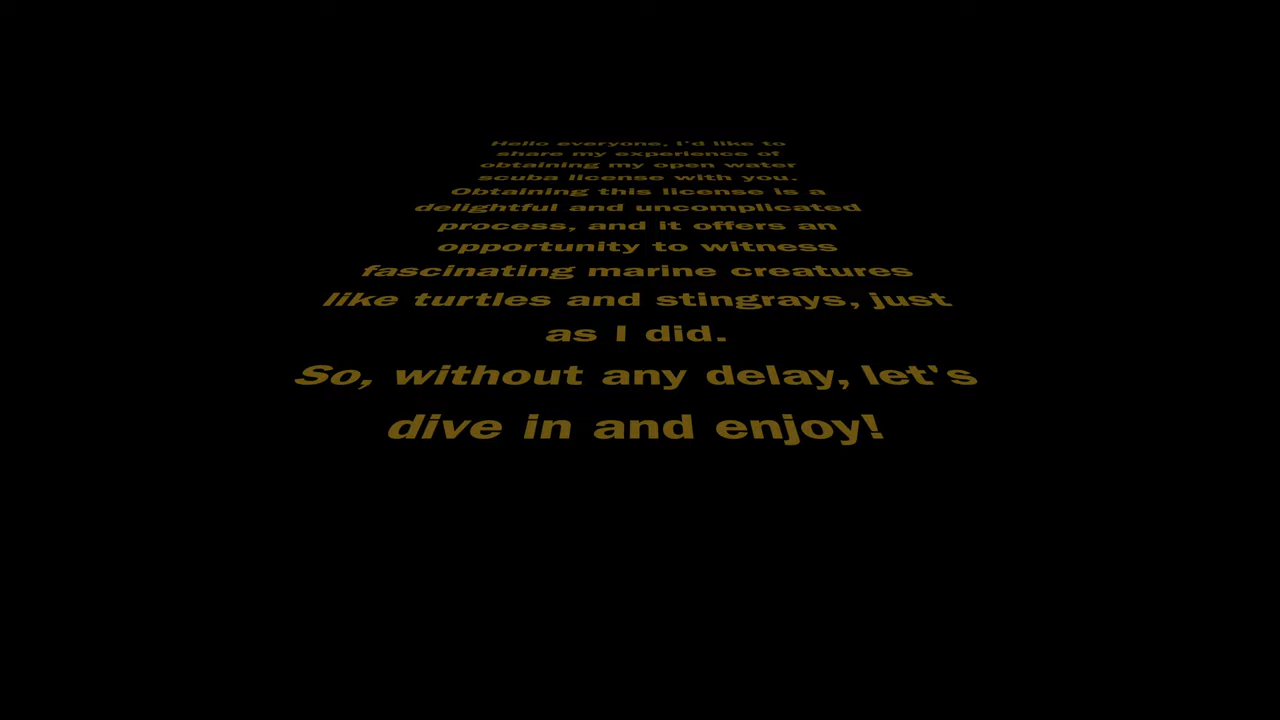 Hello everyone, I'd like to
share my experience of
obtaining my open water
scuba license with you.
Obtaining this license is a
delightful and uncomplicated
process, and it offers an
opportunity to witness
fascinating marine creatures
like turtles and stingrays, just
as I did.
So, without any delay, let's
dive in and enjoy!